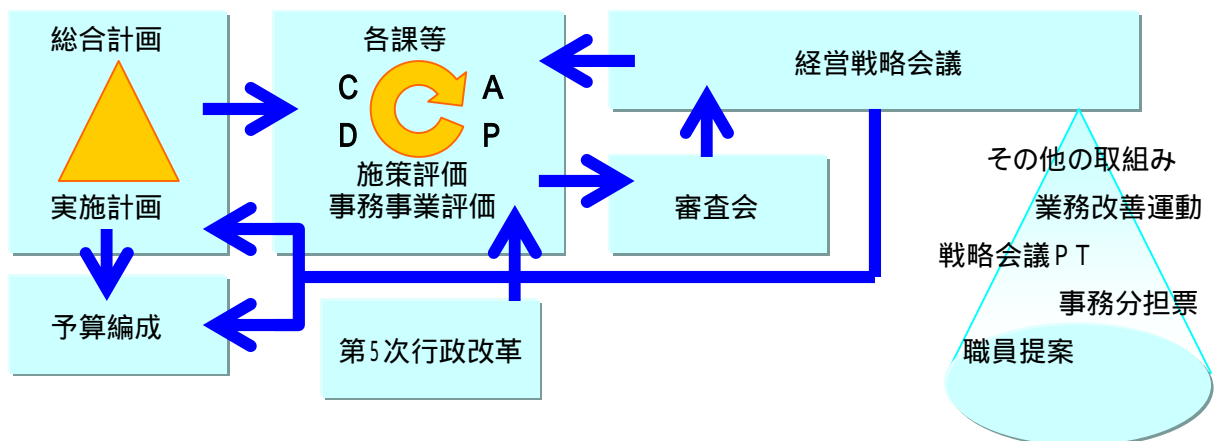 総合計画
実施計画
予算編成
各課等
C
A
D
P
施策評価
事務事業評価
第5次行政改革
経営戦略会議
審査会
その他の取組み
業務改善運動
戦略会議PT
事務分担票
職員提案